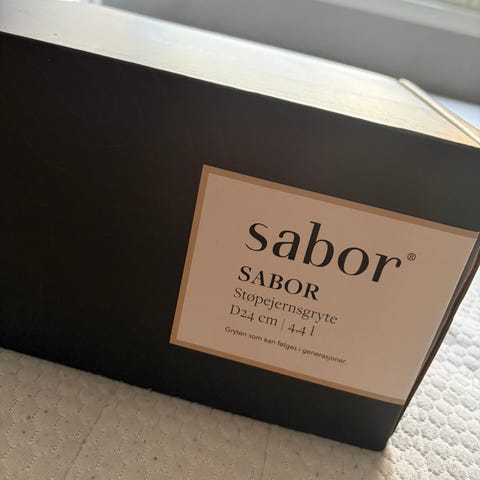 sabor®
SABOR
Støpejernsgryte
D24 cm | 4,4 l
Gryten som kan følges i generasjoner.